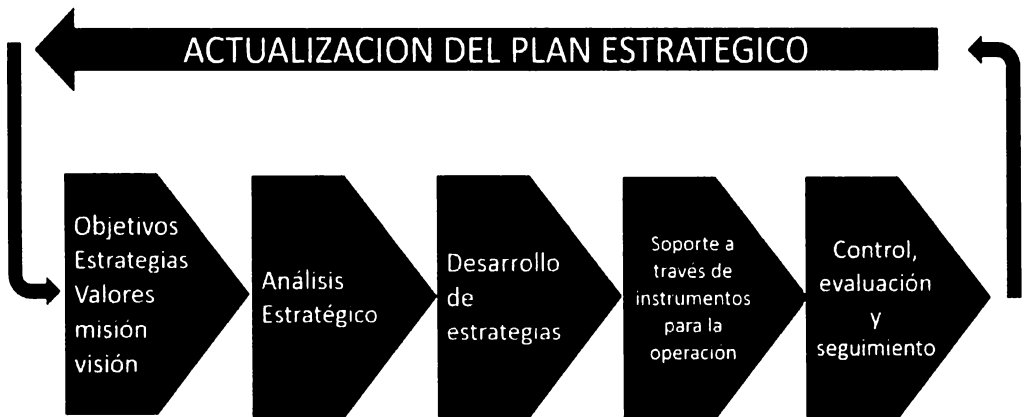 ACTUALIZACION DEL PLAN ESTRATEGICO
Objetivos
Estrategias
Valores
misión
visión
Análisis
Estratégico
Desarrollo
de
estrategias
Soporte a
través de
instrumentos
para la
operación
Control,
evaluación
y
seguimiento